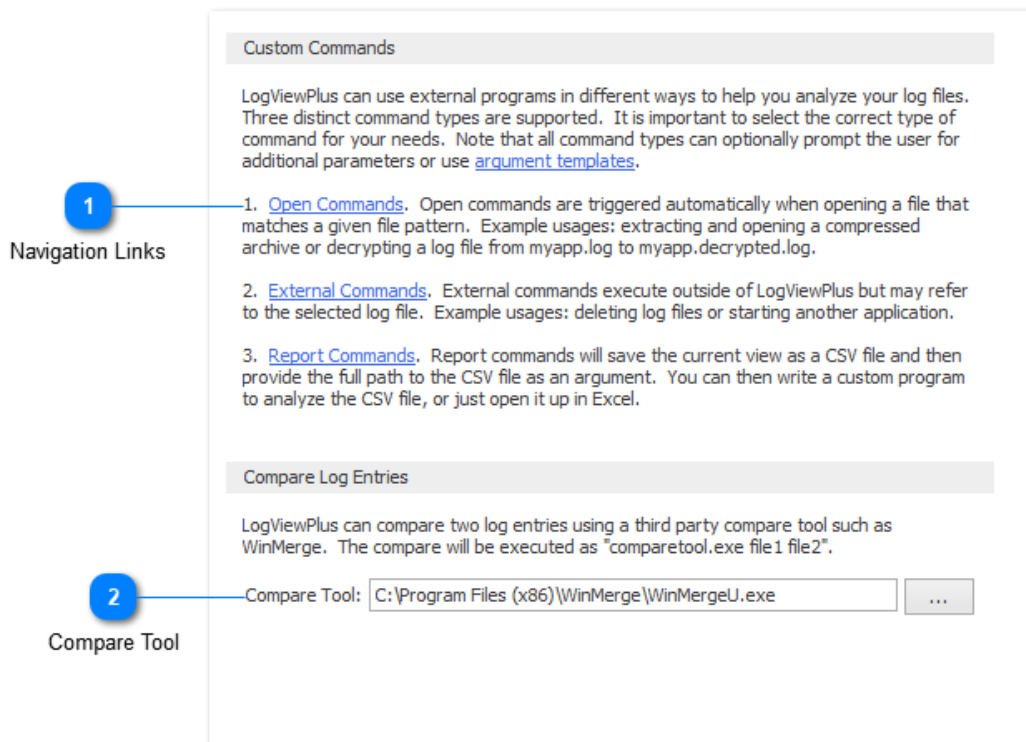 Custom Commands
LogViewPlus can use external programs in different ways to help you analyze your log files.
Three distinct command types are supported.  It is important to select the correct type of
command for your needs.  Note that all command types can optionally prompt the user for
additional parameters or use argument templates.
1
Navigation Links
1.  Open Commands.  Open commands are triggered automatically when opening a file that
matches a given file pattern.  Example usages: extracting and opening a compressed
archive or decrypting a log file from myapp.log to myapp.decrypted.log.
2.  External Commands.  External commands execute outside of LogViewPlus but may refer
to the selected log file.  Example usages: deleting log files or starting another application.
3.  Report Commands.  Report commands will save the current view as a CSV file and then
provide the full path to the CSV file as an argument.  You can then write a custom program
to analyze the CSV file, or just open it up in Excel.
Compare Log Entries
LogViewPlus can compare two log entries using a third party compare tool such as
WinMerge.  The compare will be executed as "comparetool.exe file1 file2".
2
Compare Tool
Compare Tool: C:\Program Files (x86)\WinMerge\WinMergeU.exe ...